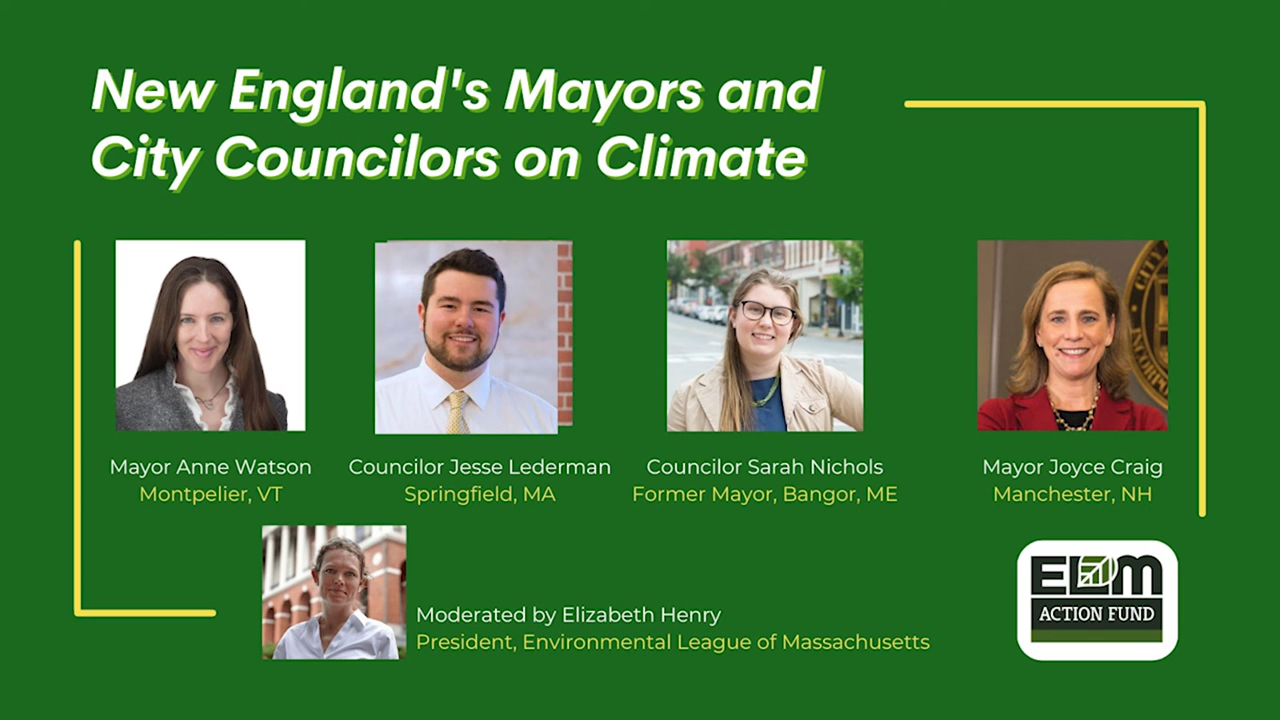 New England's Mayors and
City Councilors on Climate
Mayor Anne Watson
Montpelier, VT
Councilor Jesse Lederman
Springfield, MA
Councilor Sarah Nichols
Former Mayor, Bangor, ME
CITY
INCORPO
Mayor Joyce Craig
Manchester, NH
Moderated by Elizabeth Henry
President, Environmental League of Massachusetts
ELM
ACTION FUND